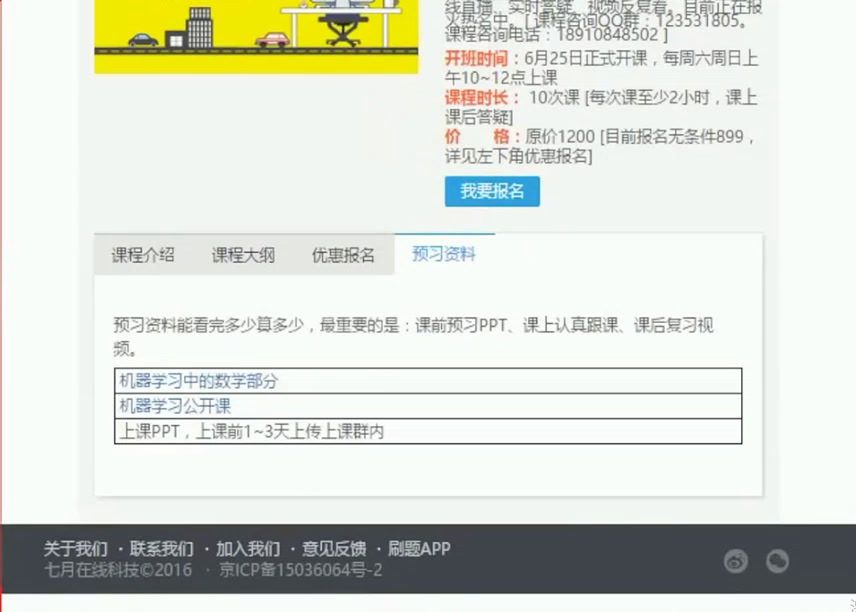 线直播、实时答疑、视频反复看。目前正在报
火热名中。[ 课程咨询QQ群：123531805。
课程咨询电话：18910848502 ]
开班时间：6月25日正式开课，每周六周日上
午10~12点上课
课程时长： 10次课 [每次课至少2小时，课上
课后答疑]
价 格：原价1200 [目前报名无条件899，
详见左下角优惠报名]
我要报名
课程介绍 课程大纲 优惠报名 预习资料
预习资料能看完多少算多少，最重要的是：课前预习PPT、课上认真跟课、课后复习视
频。
机器学习中的数学部分
机器学习公开课
上课PPT，上课前1~3天上传上课群内
关于我们 · 联系我们 · 加入我们 · 意见反馈 · 刷题APP
七月在线科技©2016 · 京ICP备15036064号-2